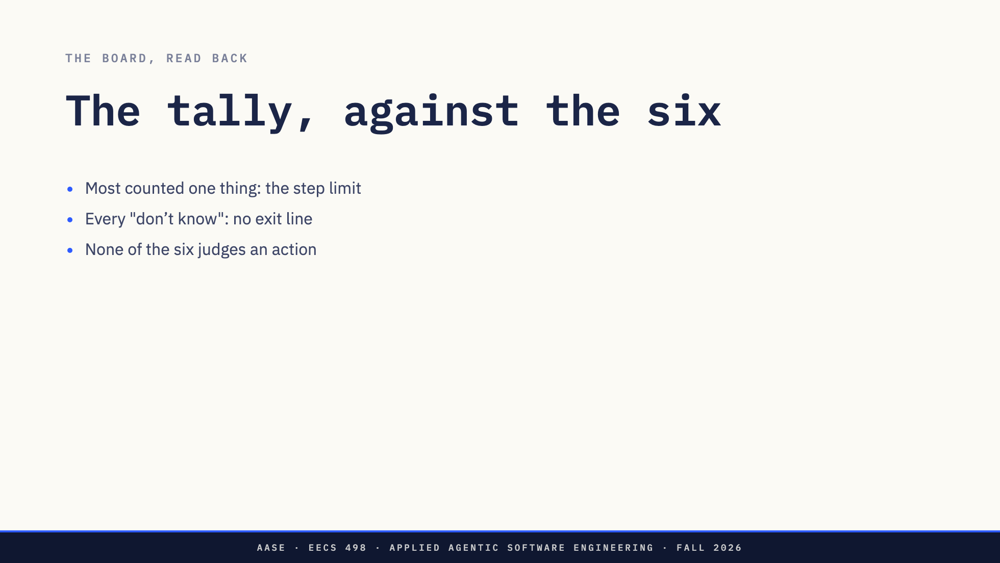 THE BOARD, READ BACK
The tally, against the six
• Most counted one thing: the step limit
• Every "don’t know": no exit line
• None of the six judges an action
AASE · EECS 498 · APPLIED AGENTIC SOFTWARE ENGINEERING · FALL 2026